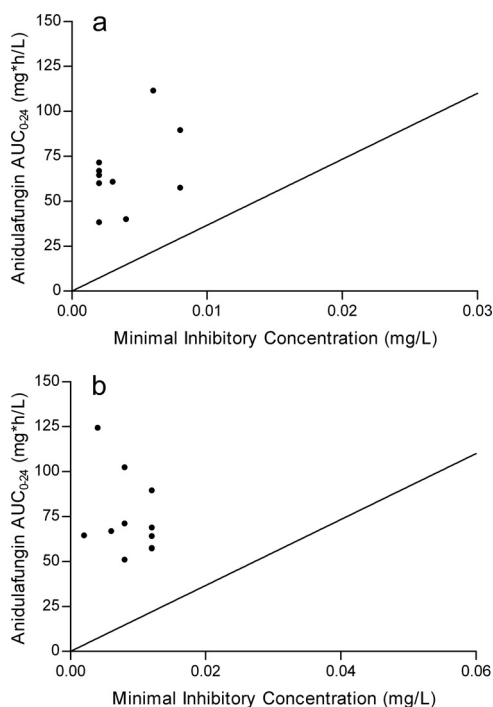 a
150
125
100
75
50
25
0
0.00 0.01 0.02 0.03
Anidulafungin AUC0-24 (mg*h/L)
Minimal Inhibitory Concentration (mg/L)
b
150
125
100
75
50
25
0
0.00 0.02 0.04 0.06
Anidulafungin AUC0-24 (mg*h/L)
Minimal Inhibitory Concentration (mg/L)